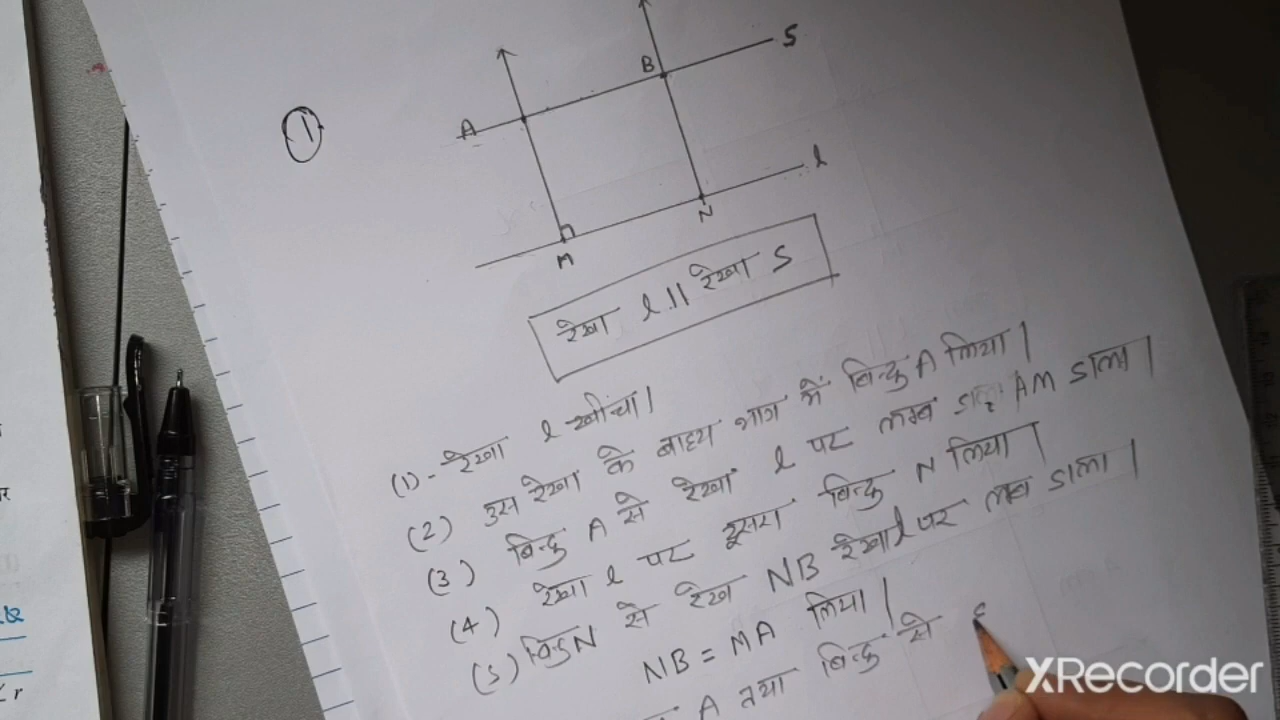 1
B
S
A
l
N
M
रेखा l || रेखा S
(1) - रेखा l खींचा।
(2) उस रेखा के बाह्य भाग में बिन्दु A लिया।
(3) बिन्दु A से रेखा l पर लम्ब AM डाला।
(4) रेखा l पर दूसरा बिन्दु N लिया।
(5) बिन्दु N से रेख NB रेखा l पर लम्ब डाला।
NB = MA लिया।
A तथा बिन्दु से
XRecorder